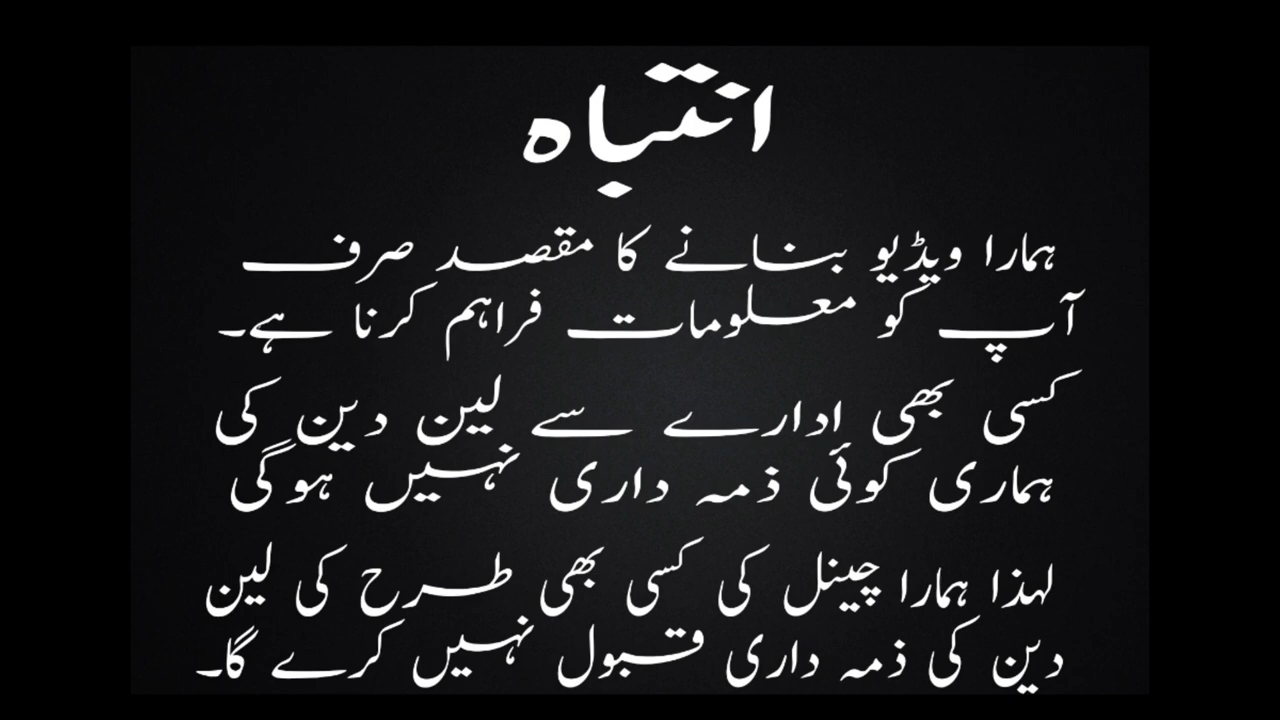 انتباہ
ہمارا ویڈیو بنانے کا مقصد صرف
آپ کو معلومات فراہم کرنا ہے۔
کسی بھی ادارے سے لین دین کی
ہماری کوئی ذمہ داری نہیں ہوگی
لہذا ہمارا چینل کی کسی بھی طرح کی لین
دین کی ذمہ داری قبول نہیں کرے گا۔